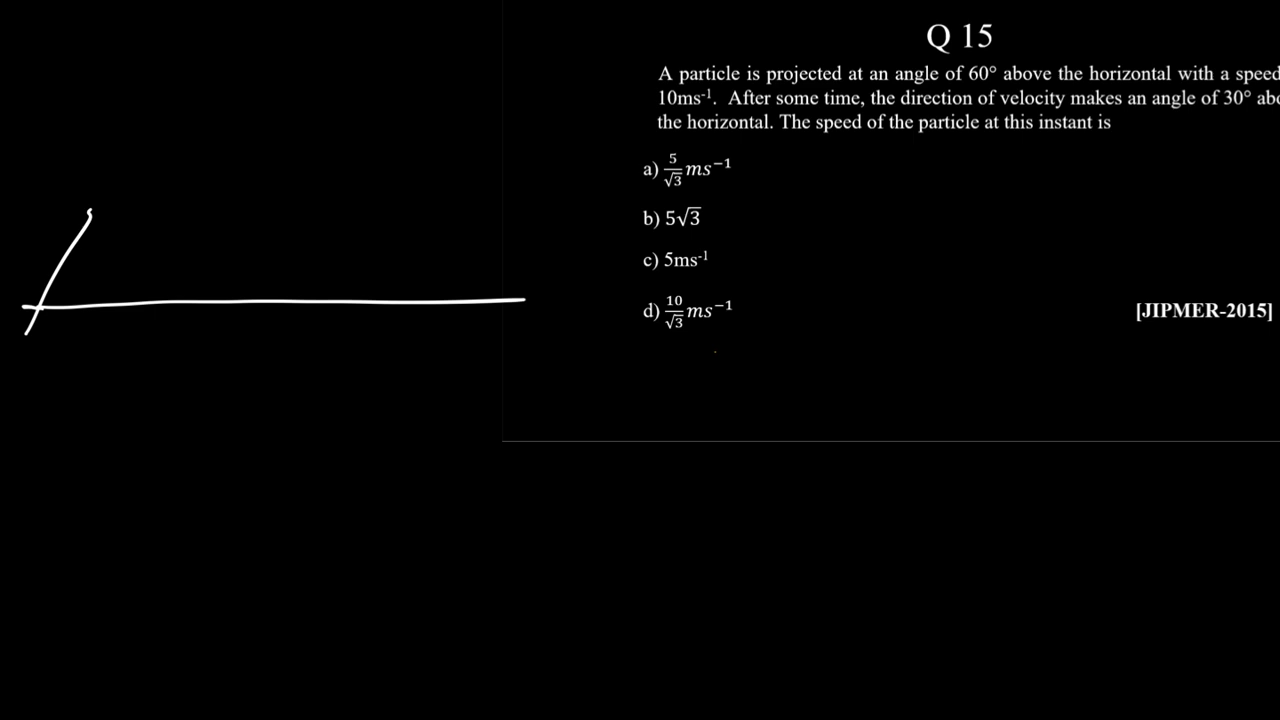 Q 15
A particle is projected at an angle of 60° above the horizontal with a speed
10ms⁻¹. After some time, the direction of velocity makes an angle of 30°
the horizontal. The speed of the particle at this instant is
a) 5/√3 ms⁻¹
b) 5√3
c) 5ms⁻¹
d) 10/√3 ms⁻¹
[JIPMER-2015]